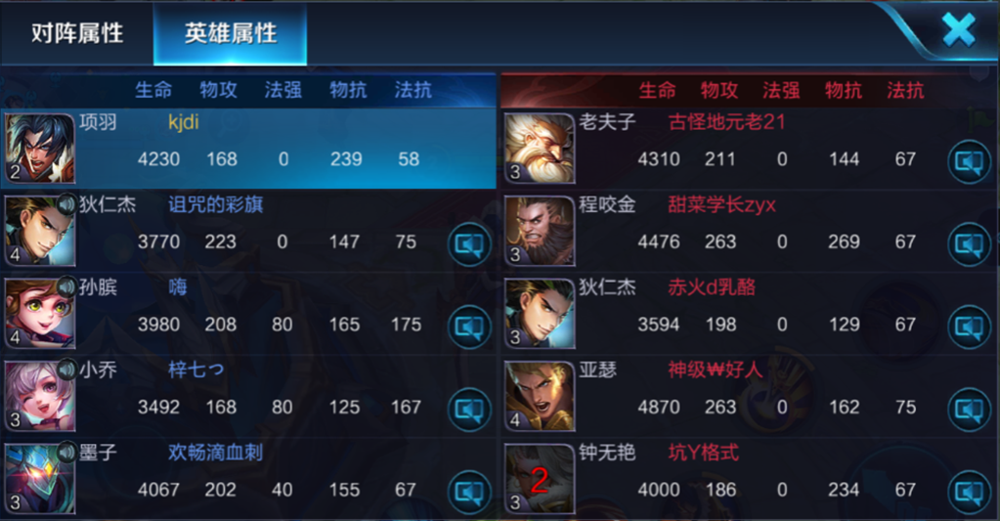 对阵属性 英雄属性
生命 物攻 法强 物抗 法抗
项羽 kjdi
4230 168 0 239 58
2
狄仁杰 诅咒的彩旗
3770 223 0 147 75
4
孙膑 嗨
3980 208 80 165 175
4
小乔 梓七つ
3492 168 80 125 167
3
墨子 欢畅滴血刺
4067 202 40 155 67
3
生命 物攻 法强 物抗 法抗
老夫子 古怪地元老21
4310 211 0 144 67
3
程咬金 甜菜学长zyx
4476 263 0 269 67
3
狄仁杰 赤火d乳酪
3594 198 0 129 67
3
亚瑟 神级₩好人
4870 263 0 162 75
4
钟无艳 坑Y格式
2
4000 186 0 234 67
3